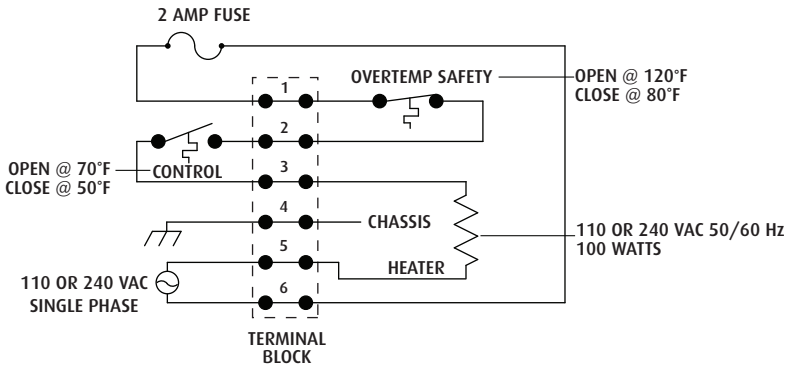 2 AMP FUSE
OVERTEMP SAFETY
OPEN @ 120°F
CLOSE @ 80°F
1
2
OPEN @ 70°F
CLOSE @ 50°F
CONTROL
3
4
CHASSIS
110 OR 240 VAC 50/60 Hz
100 WATTS
5
HEATER
110 OR 240 VAC
SINGLE PHASE
6
TERMINAL
BLOCK